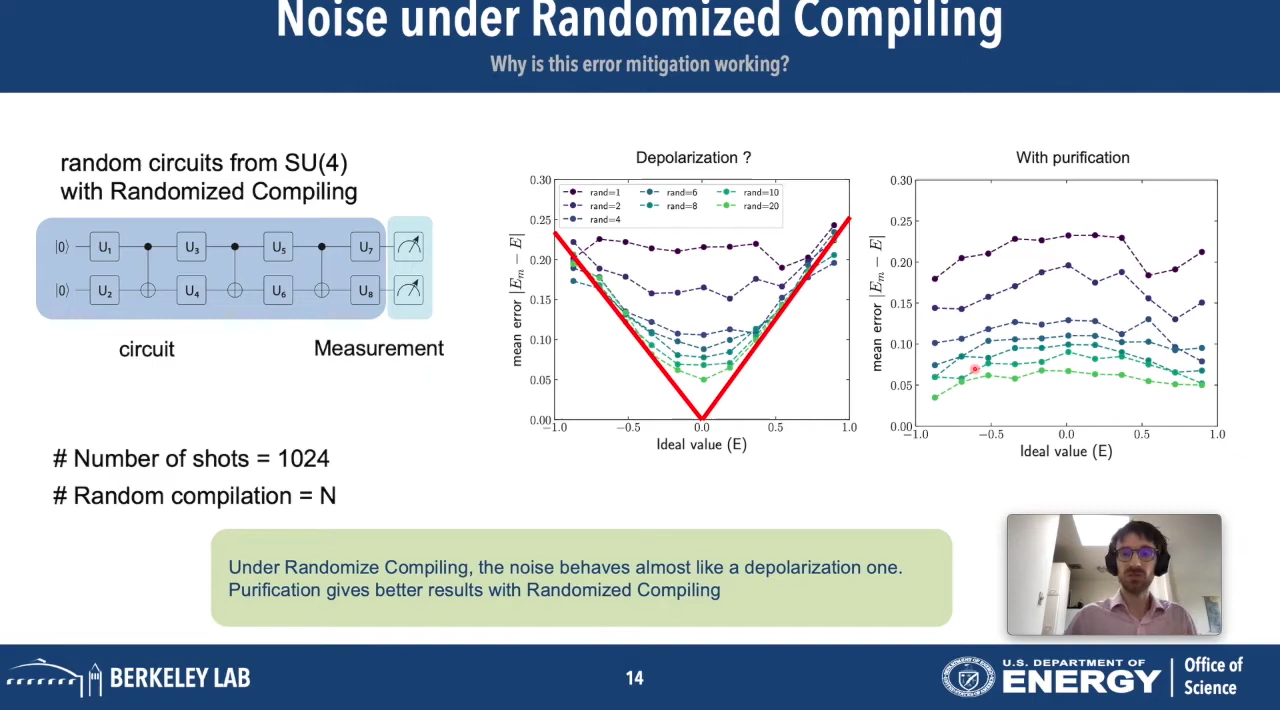 Noise under Randomized Compiling
Why is this error mitigation working?
random circuits from SU(4)
with Randomized Compiling
|0⟩ U₁ U₃ U₅ U₇
|0⟩ U₂ U₄ U₆ U₈
circuit
Measurement
# Number of shots = 1024
# Random compilation = N
Depolarization ?
mean error |Eₘ − E|
0.30
0.25
0.20
0.15
0.10
0.05
0.00
rand=1 rand=6 rand=10
rand=2 rand=8 rand=20
rand=4
−1.0 −0.5 0.0 0.5 1.0
Ideal value (E)
With purification
mean error |Eₘ − E|
0.30
0.25
0.20
0.15
0.10
0.05
0.00
−1.0 −0.5 0.0 0.5 1.0
Ideal value (E)
Under Randomize Compiling, the noise behaves almost like a depolarization one.
Purification gives better results with Randomized Compiling
BERKELEY LAB
14
U.S. DEPARTMENT OF
ENERGY
Office of
Science